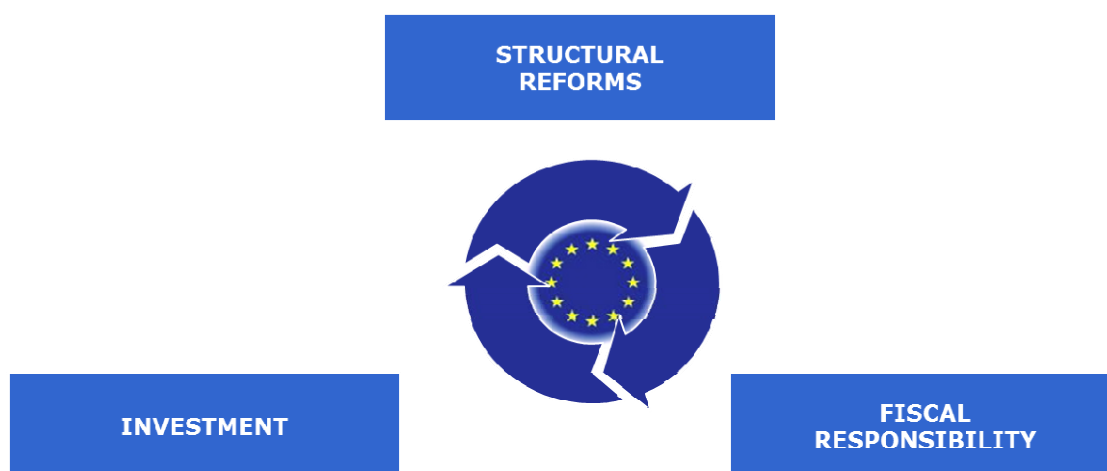 STRUCTURAL
REFORMS
INVESTMENT
FISCAL
RESPONSIBILITY